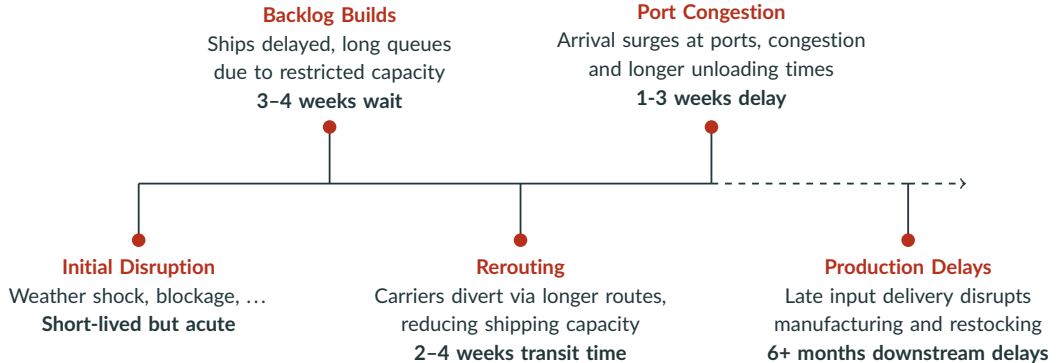 Backlog Builds
Ships delayed, long queues
due to restricted capacity
3–4 weeks wait
Port Congestion
Arrival surges at ports, congestion
and longer unloading times
1-3 weeks delay
Initial Disruption
Weather shock, blockage, …
Short-lived but acute
Rerouting
Carriers divert via longer routes,
reducing shipping capacity
2–4 weeks transit time
Production Delays
Late input delivery disrupts
manufacturing and restocking
6+ months downstream delays